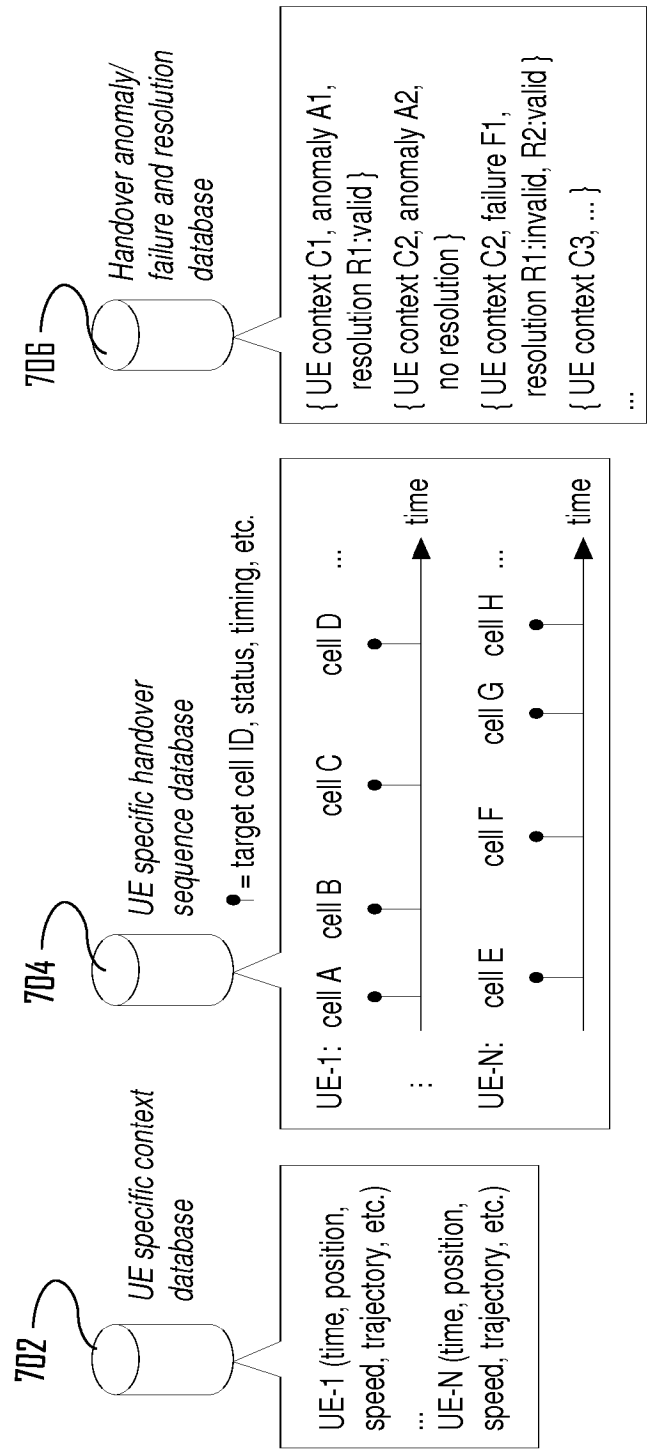 702
UE specific context
database
UE-1 (time, position,
speed, trajectory, etc.)
...
UE-N (time, position,
speed, trajectory, etc.)
704
UE specific handover
sequence database
= target cell ID, status, timing, etc.
UE-1: cell A cell B cell C cell D ...
time
...
UE-N: cell E cell F cell G cell H ...
time
706
Handover anomaly/
failure and resolution
database
{ UE context C1, anomaly A1,
resolution R1:valid }
{ UE context C2, anomaly A2,
no resolution }
{ UE context C2, failure F1,
resolution R1:invalid, R2:valid }
{ UE context C3, ... }
...